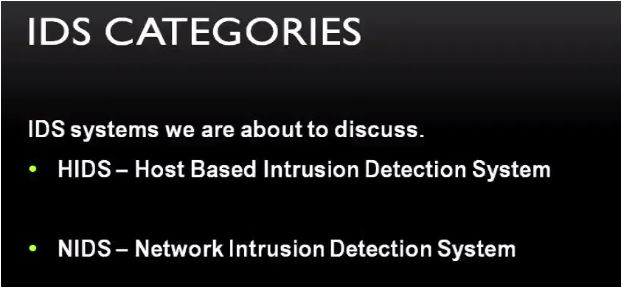 IDS CATEGORIES
IDS systems we are about to discuss.
• HIDS – Host Based Intrusion Detection System
• NIDS – Network Intrusion Detection System